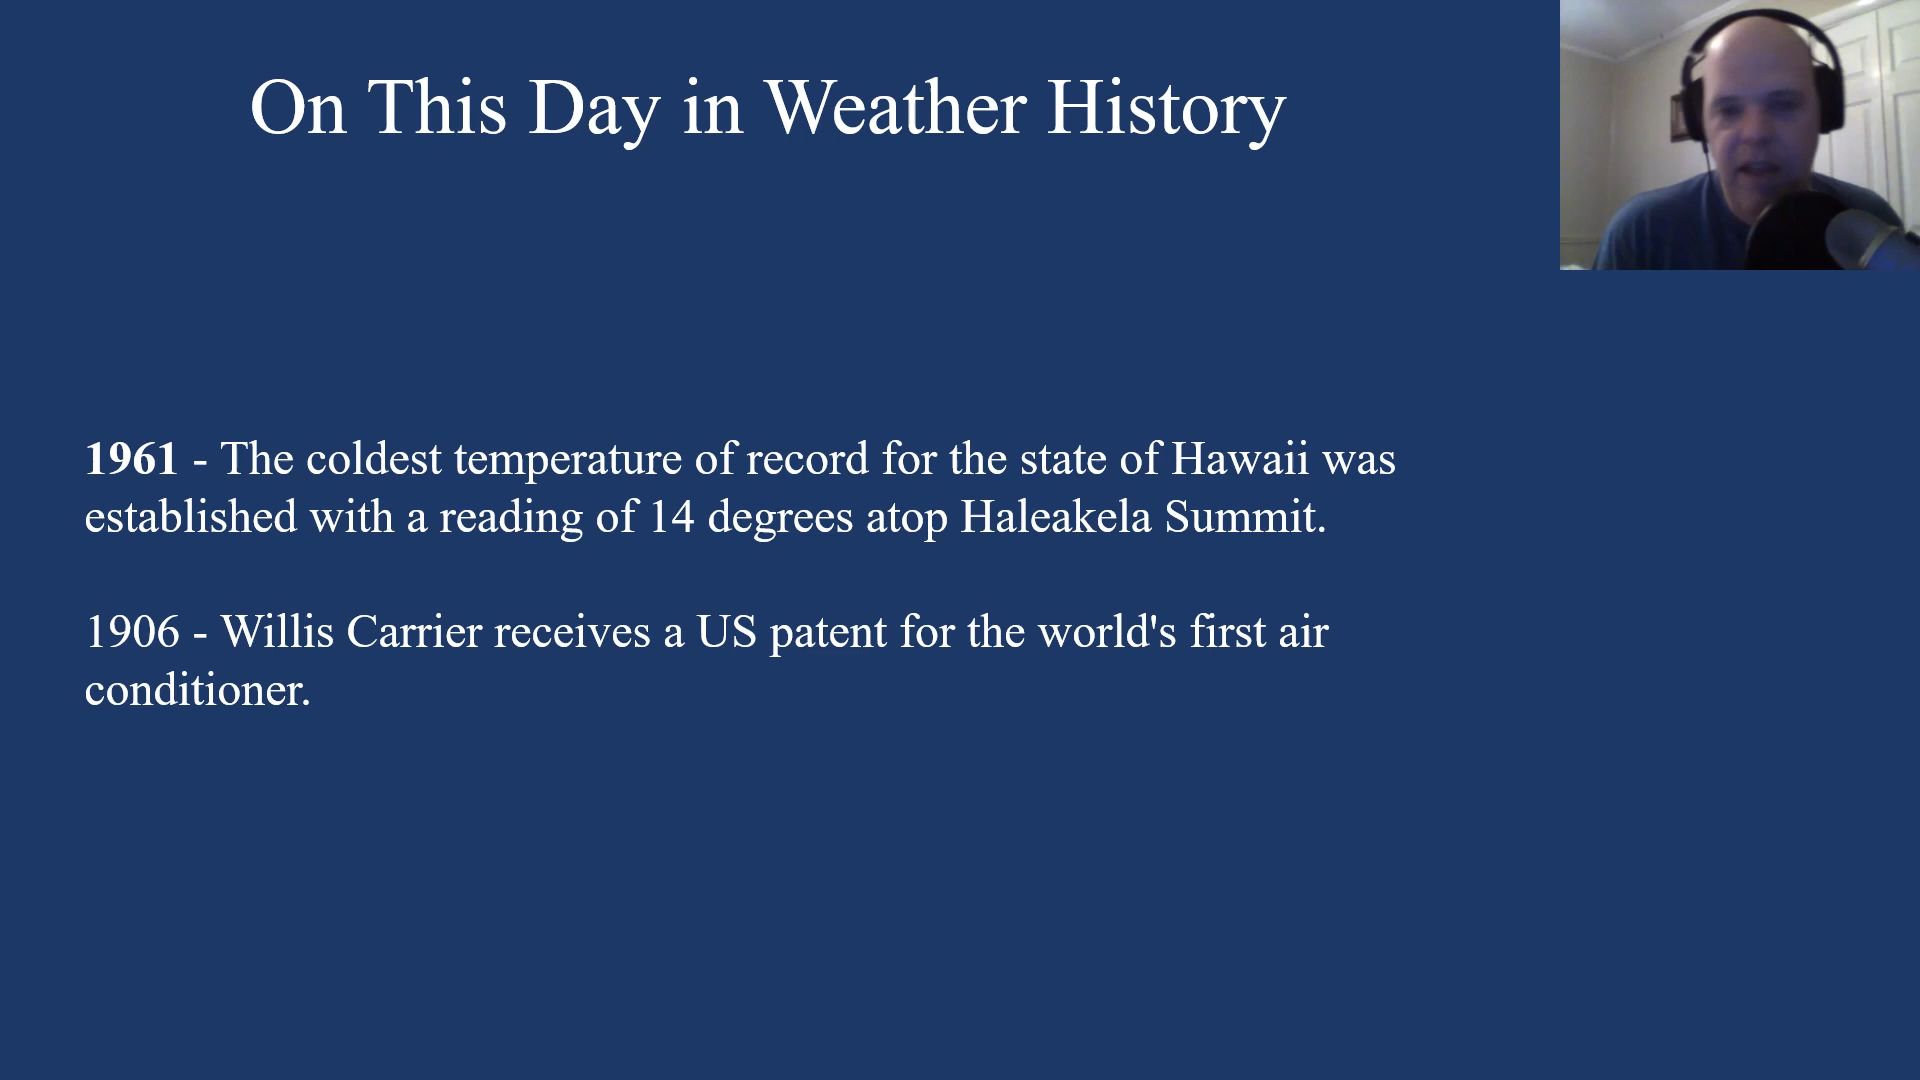 On This Day in Weather History
1961 - The coldest temperature of record for the state of Hawaii was
established with a reading of 14 degrees atop Haleakela Summit.
1906 - Willis Carrier receives a US patent for the world's first air
conditioner.